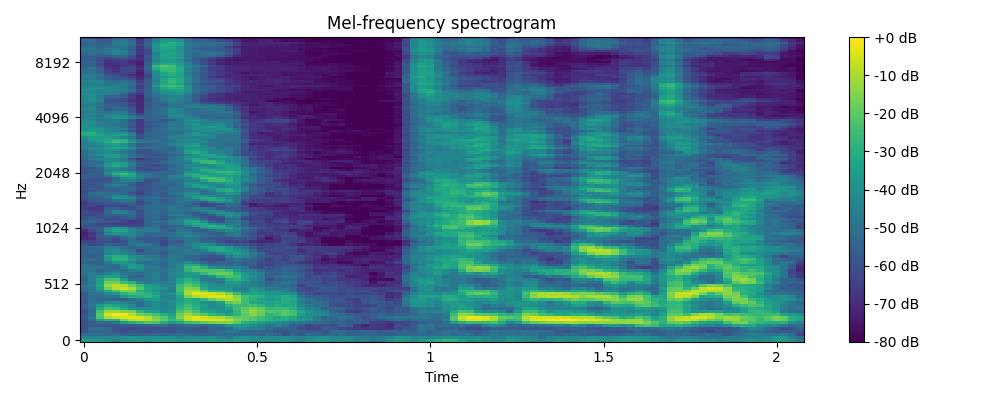 Mel-frequency spectrogram
Hz
8192
4096
2048
1024
512
0
0
0.5
1
1.5
2
Time
+0 dB
-10 dB
-20 dB
-30 dB
-40 dB
-50 dB
-60 dB
-70 dB
-80 dB